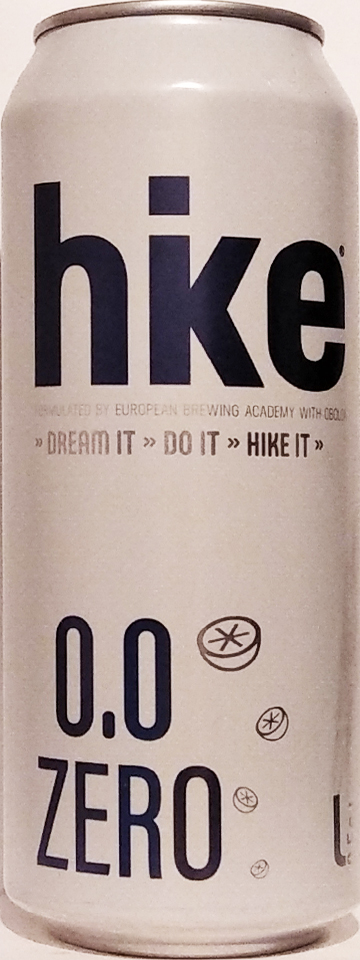 hike
FORMULATED BY EUROPEAN BREWING ACADEMY WITH OBOLON
» DREAM IT » DO IT » HIKE IT »
0.0
ZERO